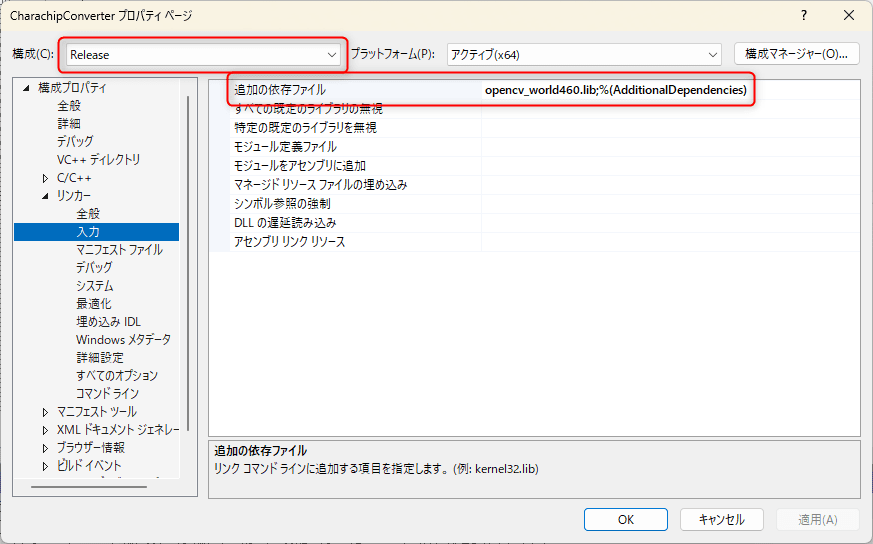 CharachipConverter プロパティ ページ
構成(C): Release プラットフォーム(P): アクティブ(x64) 構成マネージャー(O)...
構成プロパティ
全般
詳細
デバッグ
VC++ ディレクトリ
C/C++
リンカー
全般
入力
マニフェスト ファイル
デバッグ
システム
最適化
埋め込み IDL
Windows メタデータ
詳細設定
すべてのオプション
コマンド ライン
マニフェスト ツール
XML ドキュメント ジェネレー
ブラウザー情報
ビルド イベント
追加の依存ファイル opencv_world460.lib;%(AdditionalDependencies)
すべての既定のライブラリの無視
特定の既定のライブラリを無視
モジュール定義ファイル
モジュールをアセンブリに追加
マネージド リソース ファイルの埋め込み
シンボル参照の強制
DLL の遅延読み込み
アセンブリ リンク リソース
追加の依存ファイル
リンク コマンド ラインに追加する項目を指定します。 (例: kernel32.lib)
OK キャンセル 適用(A)